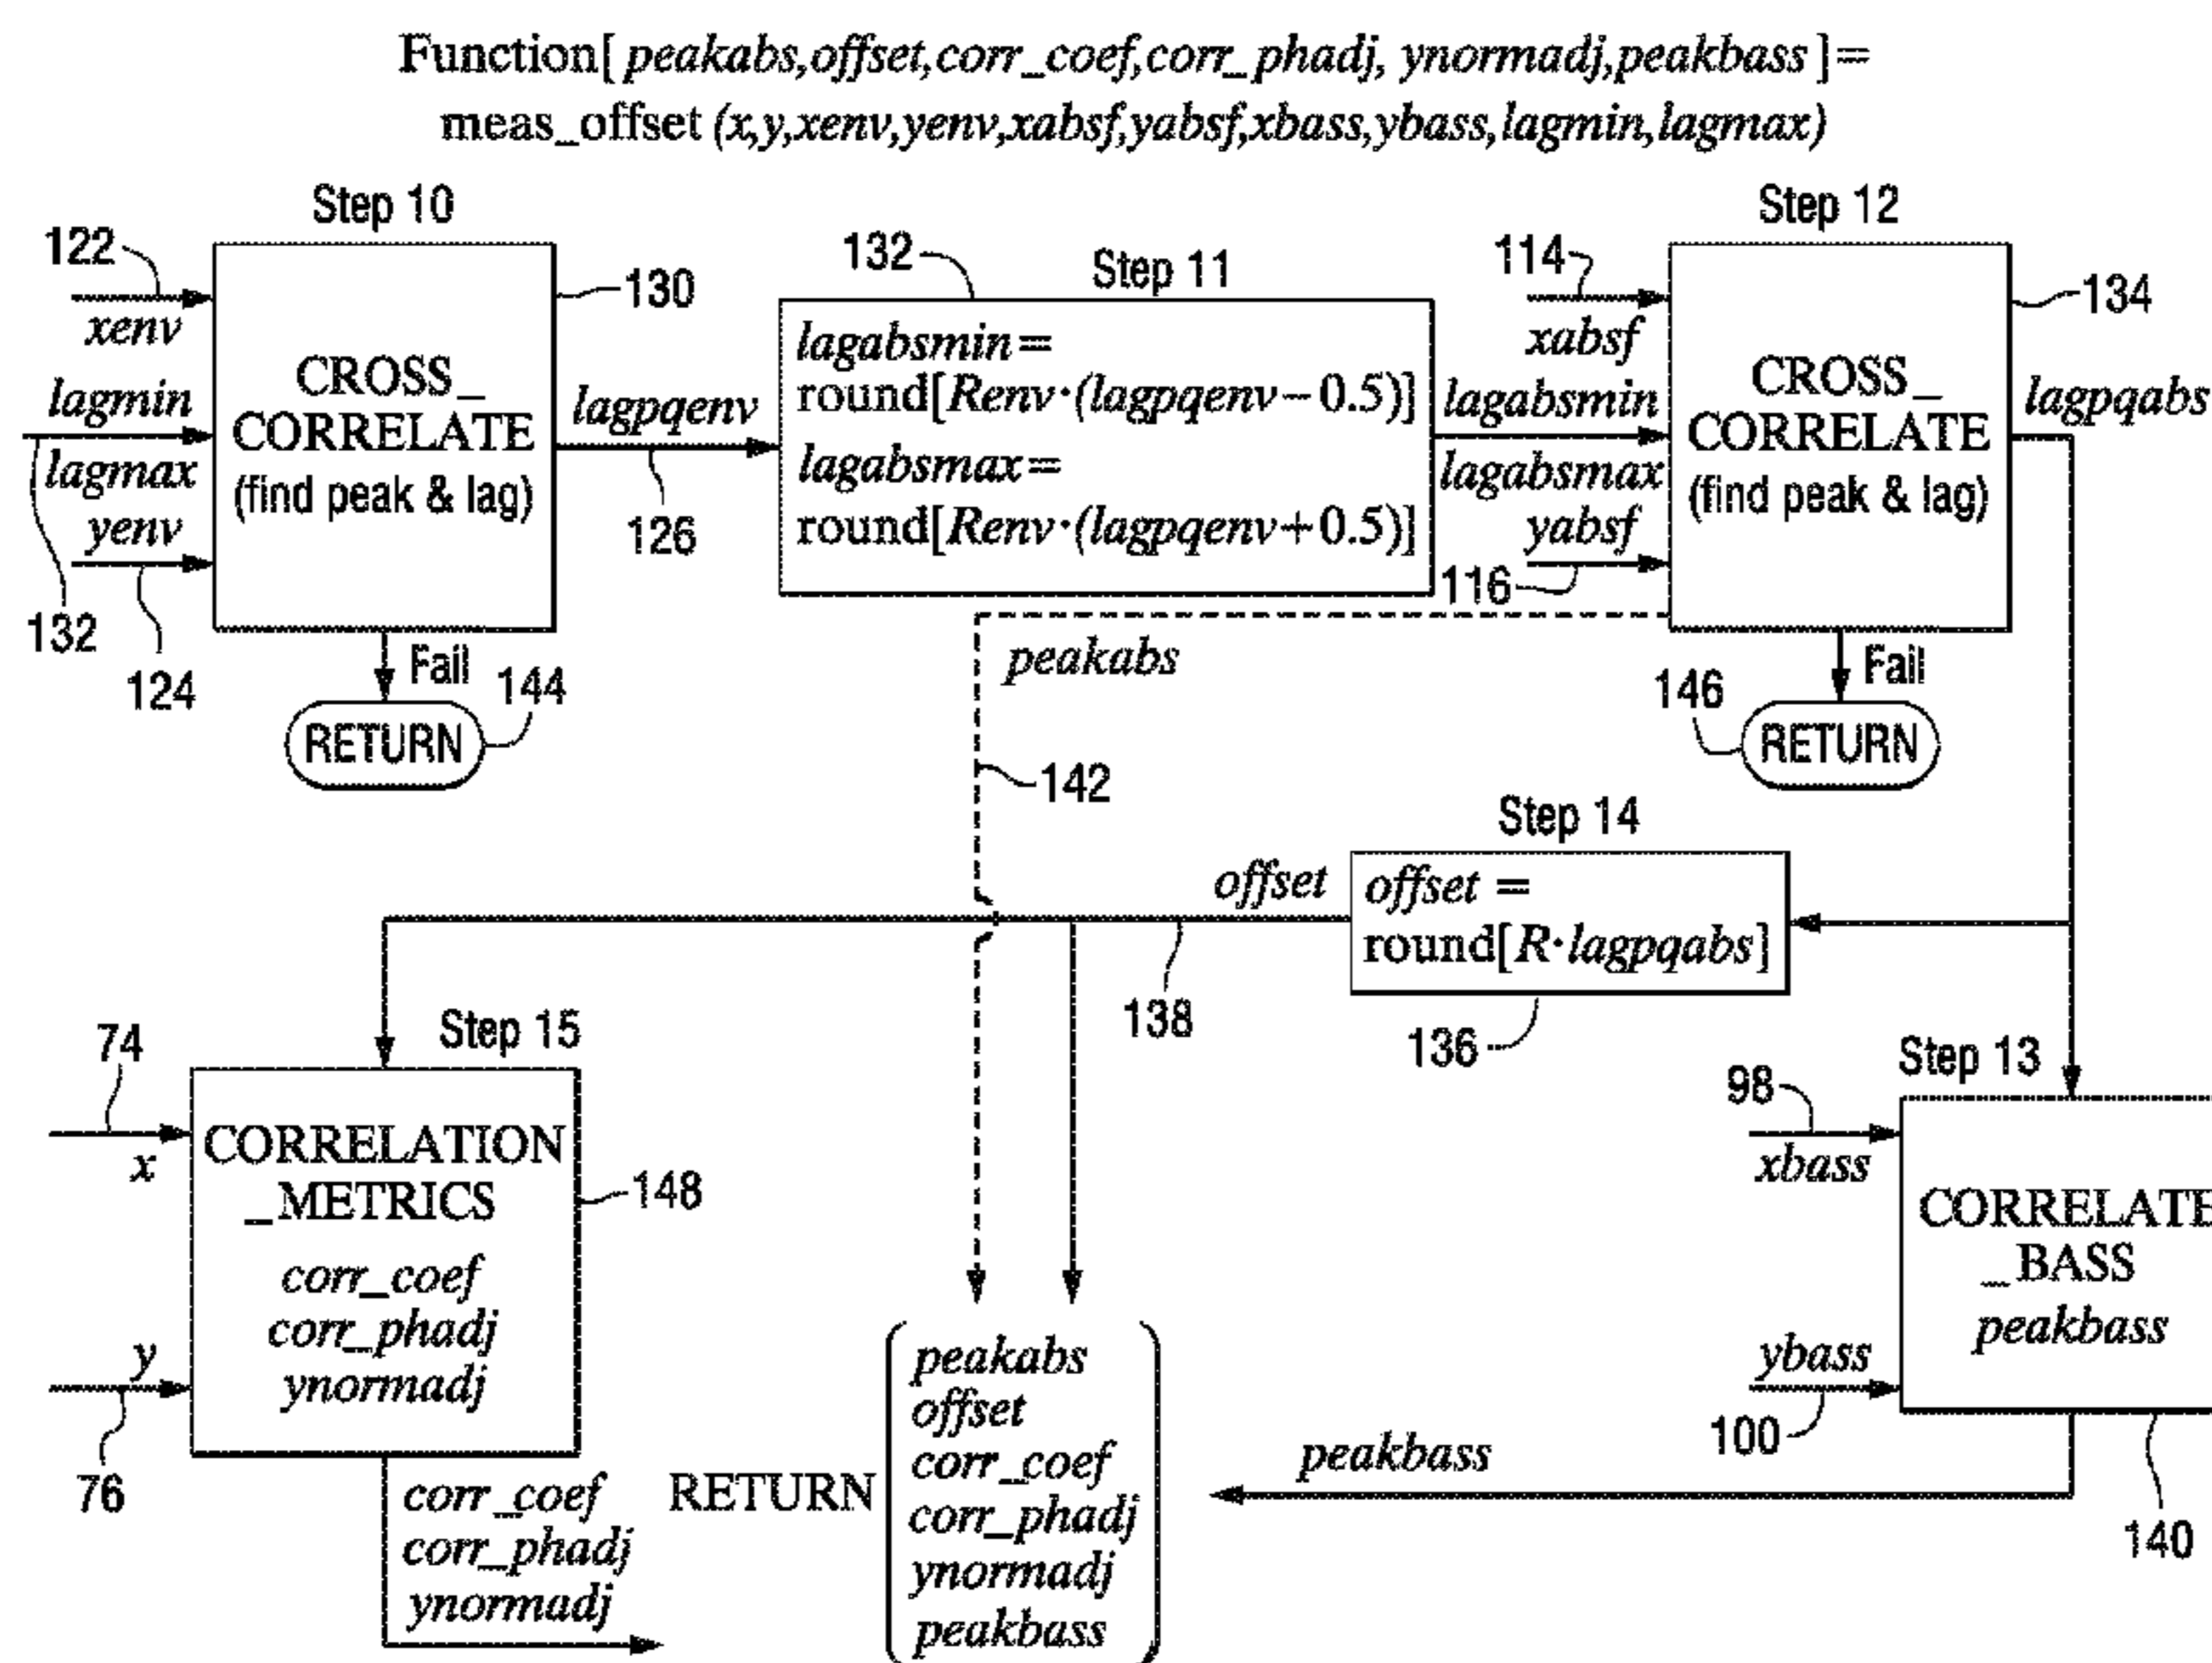 Function[ peakabs,offset,corr_coef,corr_phadj, ynormadj,peakbass ]=
meas_offset (x,y,xenv,yenv,xabsf,yabsf,xbass,ybass,lagmin,lagmax)
Step 10
122
xenv
lagmin
lagmax
yenv
132
124
CROSS_
CORRELATE
(find peak & lag)
130
Fail
RETURN
144
lagpqenv
126
132
Step 11
lagabsmin=
round[Renv·(lagpqenv−0.5)]
lagabsmax=
round[Renv·(lagpqenv+0.5)]
lagabsmin
lagabsmax
Step 12
114
xabsf
yabsf
116
CROSS_
CORRELATE
(find peak & lag)
134
lagpqabs
Fail
RETURN
146
peakabs
142
Step 14
offset =
round[R·lagpqabs]
136
offset
138
Step 15
74
x
y
76
CORRELATION
_METRICS
corr_coef
corr_phadj
ynormadj
148
corr_coef
corr_phadj
ynormadj
Step 13
98
xbass
ybass
100
CORRELATE
_BASS
peakbass
140
peakbass
RETURN
peakabs
offset
corr_coef
corr_phadj
ynormadj
peakbass